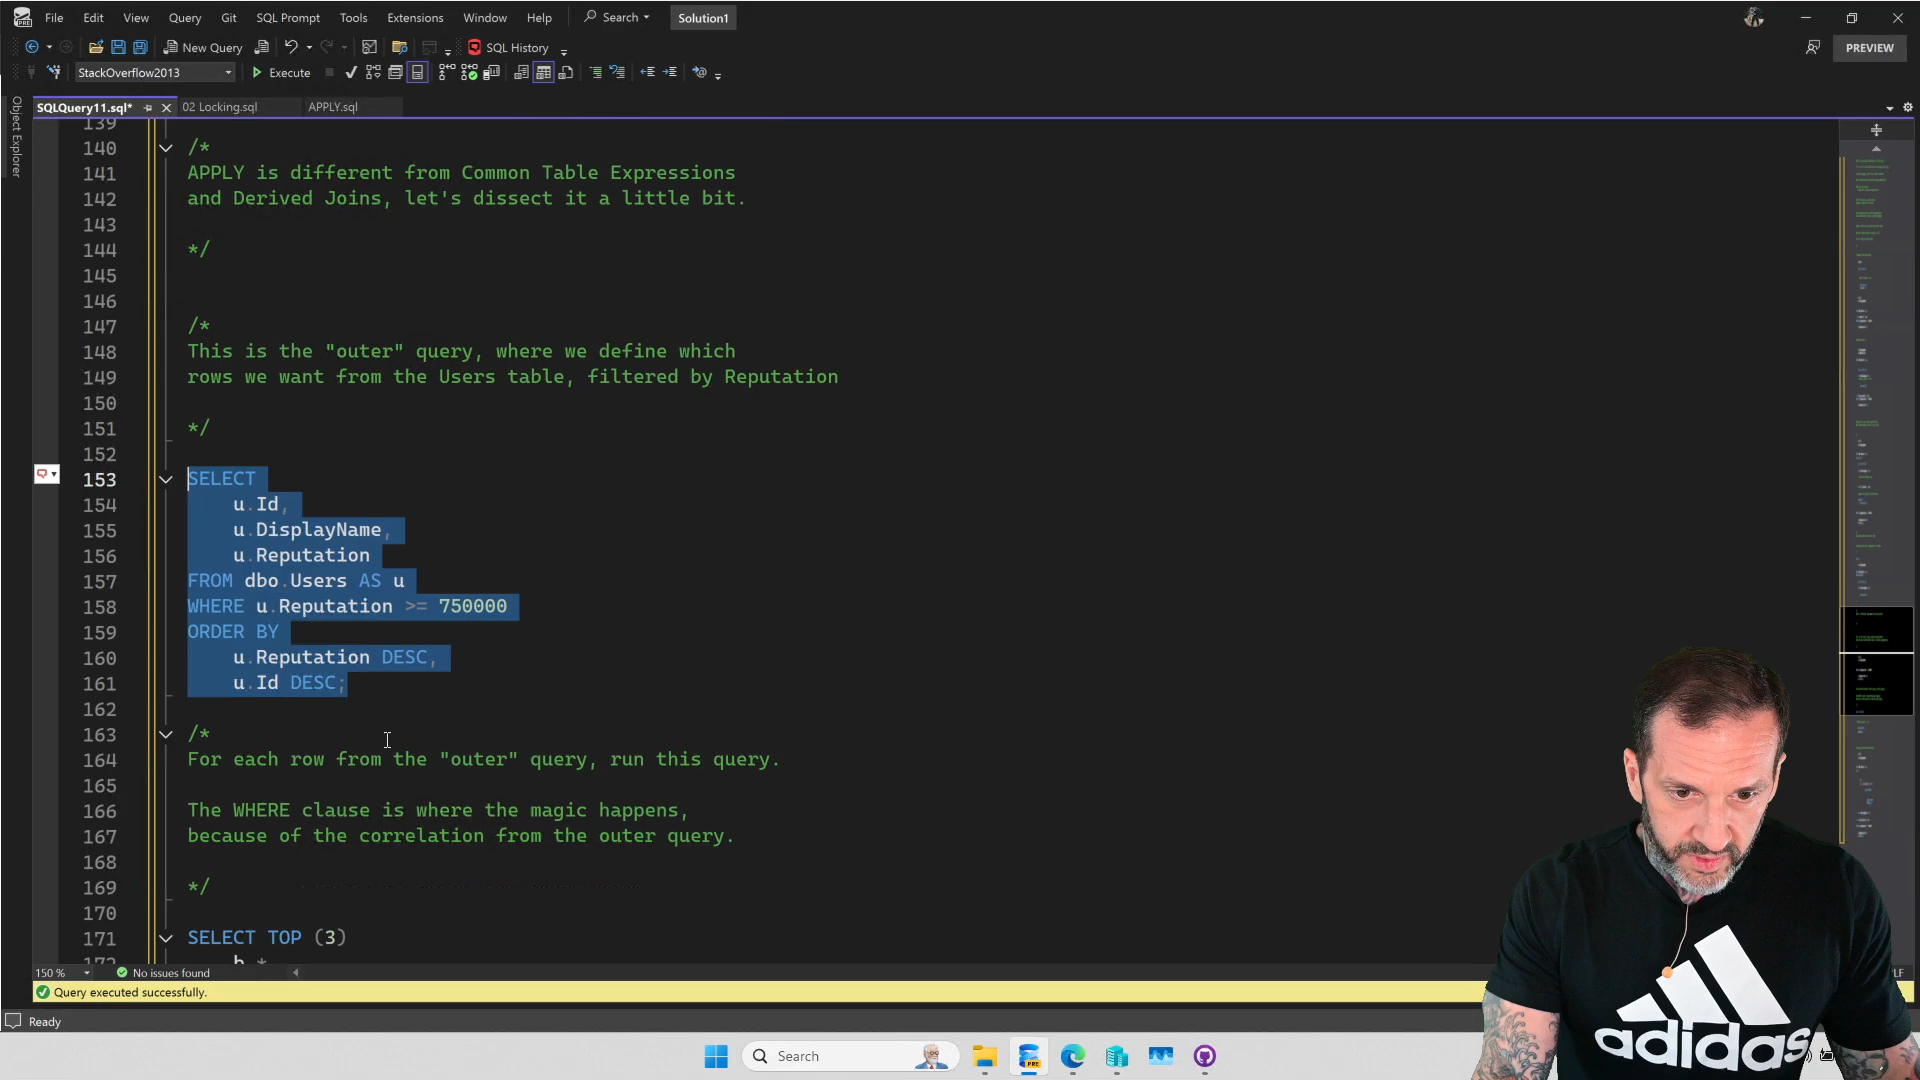 File Edit View Query Git SQL Prompt Tools Extensions Window Help Search Solution1
New Query SQL History PREVIEW
StackOverflow2013 Execute
SQLQuery11.sql* 02 Locking.sql APPLY.sql
Object Explorer
139
140 /*
141 APPLY is different from Common Table Expressions
142 and Derived Joins, let's dissect it a little bit.
143
144 */
145
146
147 /*
148 This is the "outer" query, where we define which
149 rows we want from the Users table, filtered by Reputation
150
151 */
152
153 SELECT
154 u.Id,
155 u.DisplayName,
156 u.Reputation
157 FROM dbo.Users AS u
158 WHERE u.Reputation >= 750000
159 ORDER BY
160 u.Reputation DESC,
161 u.Id DESC;
162
163 /*
164 For each row from the "outer" query, run this query.
165
166 The WHERE clause is where the magic happens,
167 because of the correlation from the outer query.
168
169 */
170
171 SELECT TOP (3)
150 % No issues found
Query executed successfully.
Ready
Search
PRE
adidas